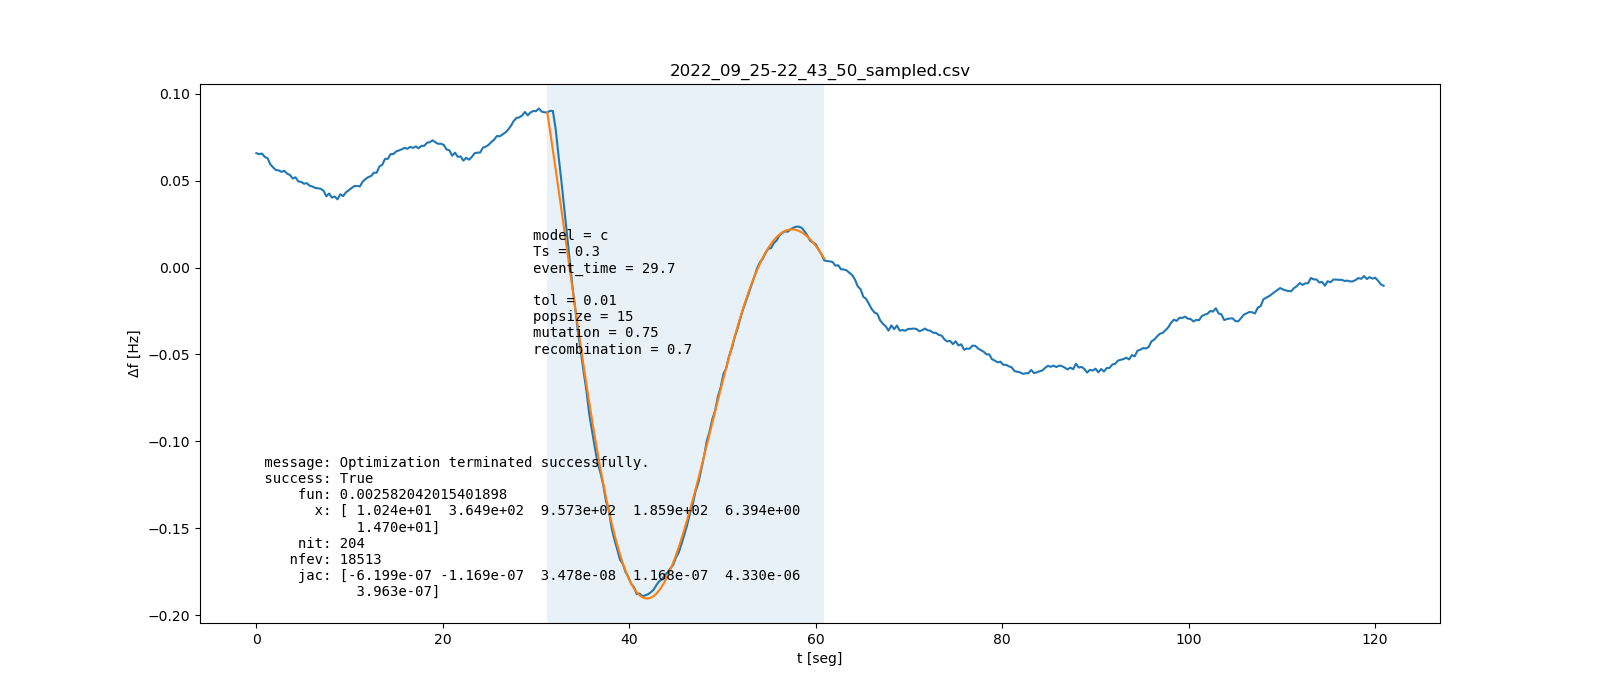 2022_09_25-22_43_50_sampled.csv
0.10
0.05
0.00
−0.05
−0.10
−0.15
−0.20
Δf [Hz]
model = c
Ts = 0.3
event_time = 29.7
tol = 0.01
popsize = 15
mutation = 0.75
recombination = 0.7
message: Optimization terminated successfully.
success: True
fun: 0.002582042015401898
x: [ 1.024e+01  3.649e+02  9.573e+02  1.859e+02  6.394e+00
1.470e+01]
nit: 204
nfev: 18513
jac: [-6.199e-07 -1.169e-07  3.478e-08  1.168e-07  4.330e-06
3.963e-07]
0 20 40 60 80 100 120
t [seg]